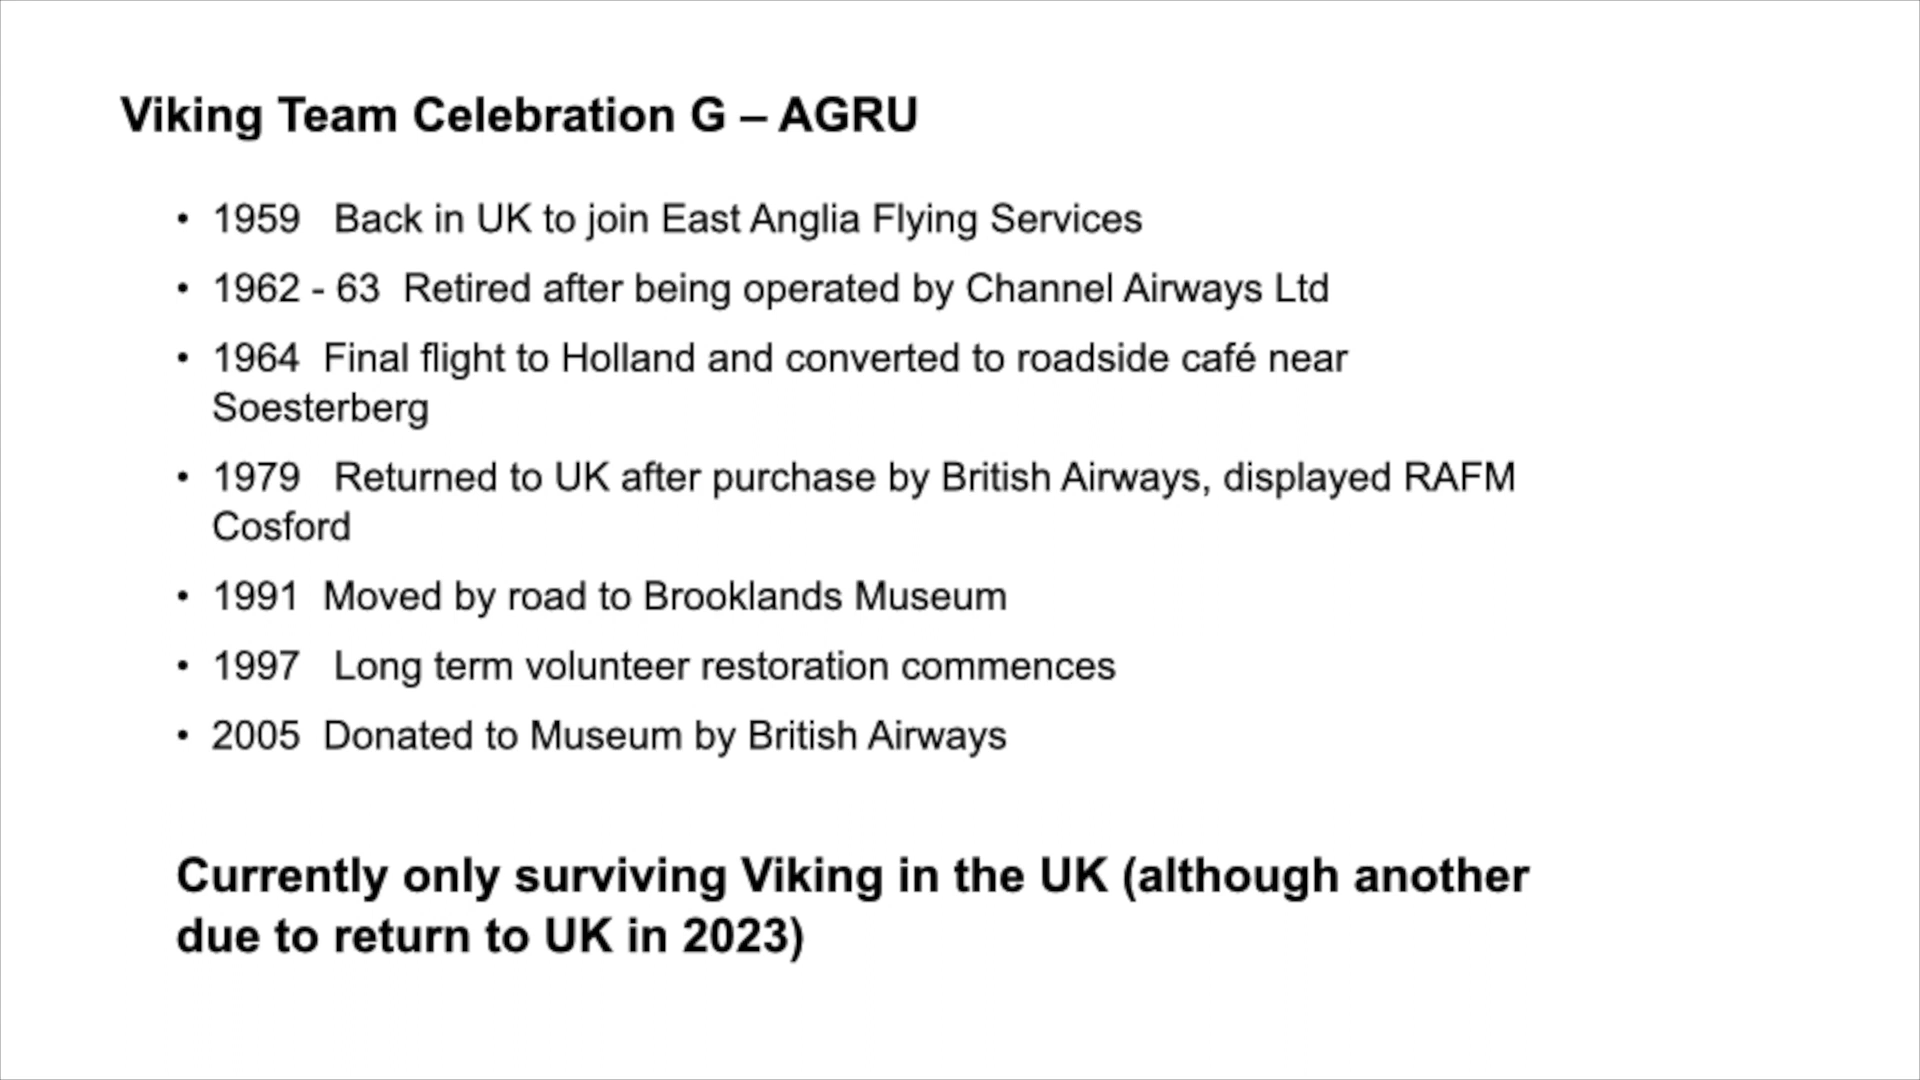 Viking Team Celebration G – AGRU
• 1959 Back in UK to join East Anglia Flying Services
• 1962 - 63 Retired after being operated by Channel Airways Ltd
• 1964 Final flight to Holland and converted to roadside café near
Soesterberg
• 1979 Returned to UK after purchase by British Airways, displayed RAFM
Cosford
• 1991 Moved by road to Brooklands Museum
• 1997 Long term volunteer restoration commences
• 2005 Donated to Museum by British Airways
Currently only surviving Viking in the UK (although another
due to return to UK in 2023)